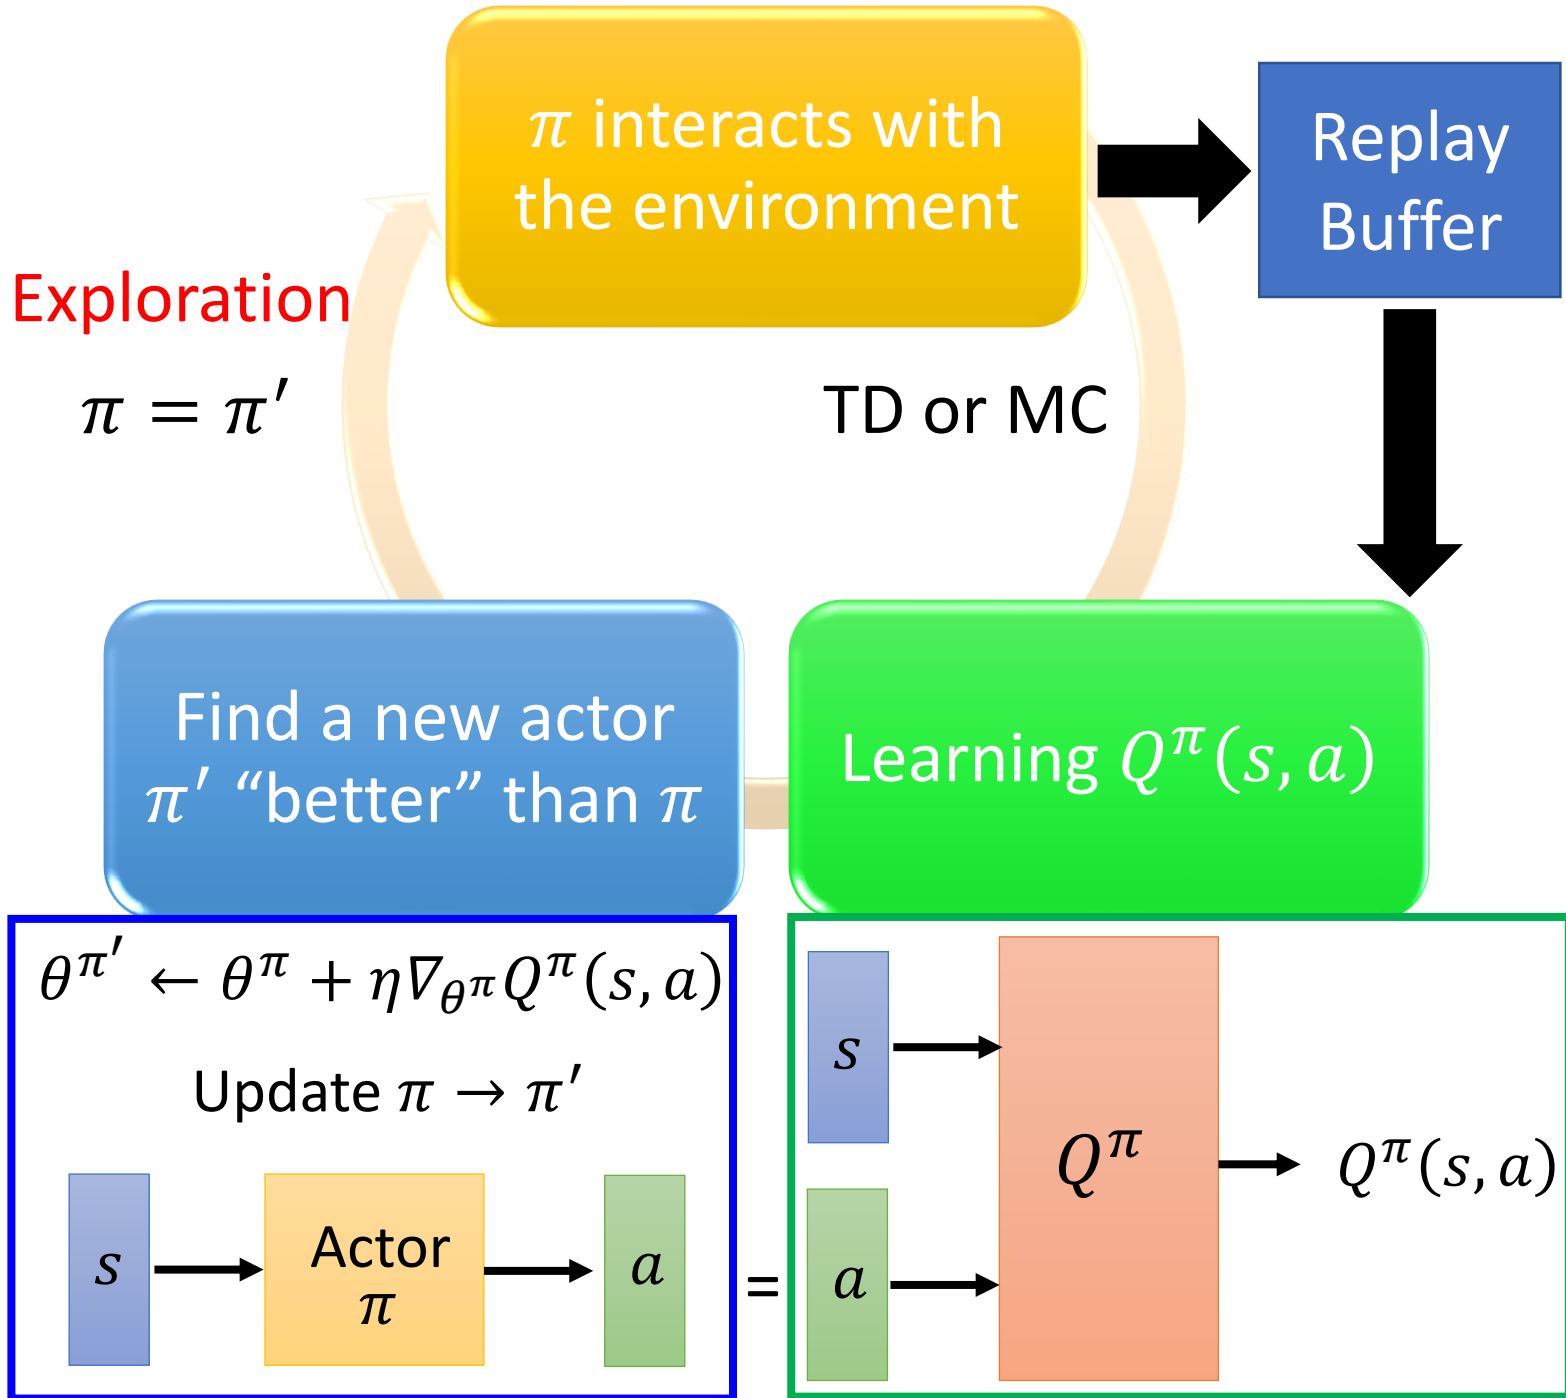 π interacts with
the environment
Replay
Buffer
Exploration
π = π′
TD or MC
Find a new actor
π′ “better” than π
Learning Q^π(s, a)
θ^π′ ← θ^π + η∇_θ^π Q^π(s, a)
Update π → π′
s
Actor
π
a
=
s
a
Q^π
Q^π(s, a)